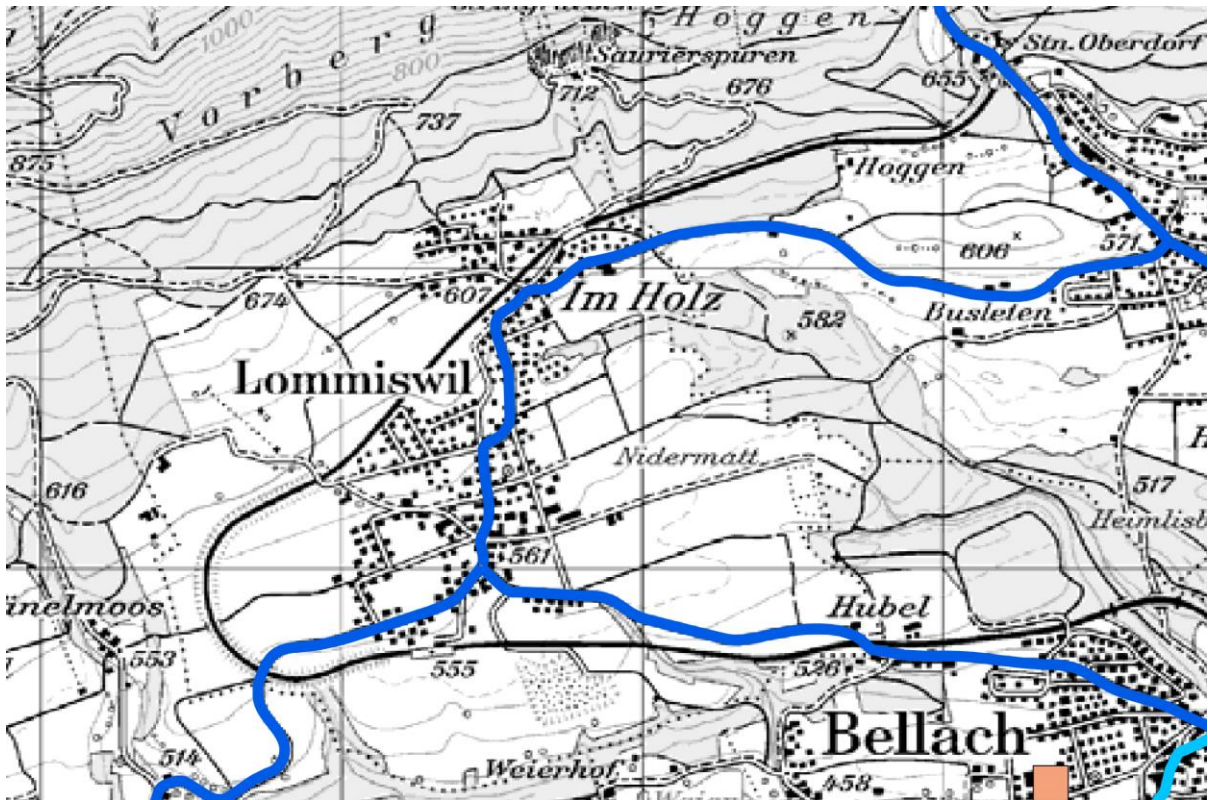 Hoggen
Stn. Oberdorf
1000
Vorberg
800
Saurierspuren
712
676
655
737
875
Hoggen
606
571
674
607
Im Holz
582
Busleten
Lommiswil
616
Nidermatt
517
561
Hubel
553
555
526
Bellach
514
Weierhof
458